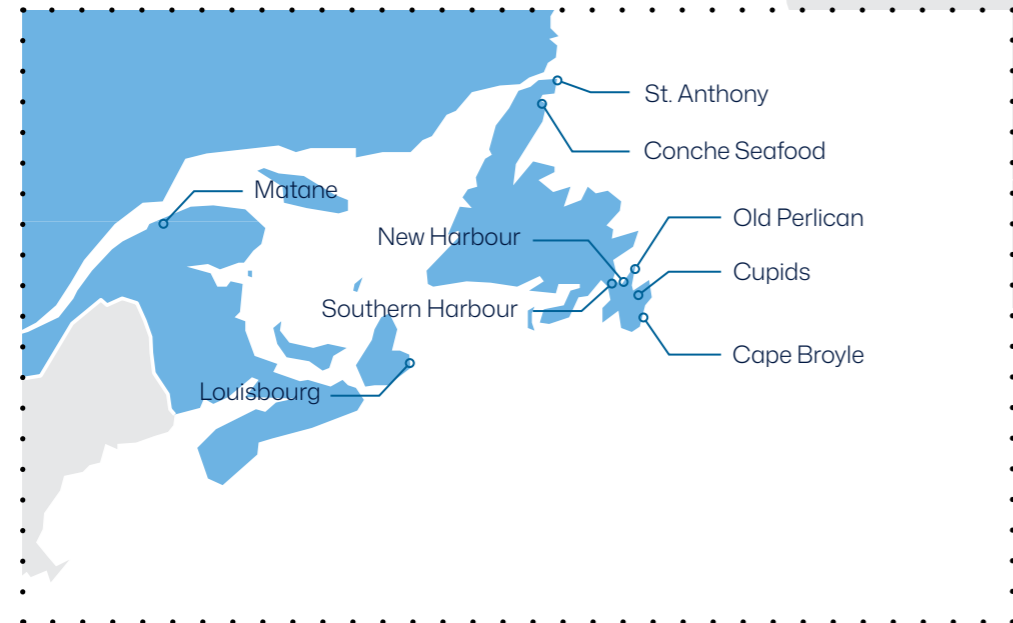 St. Anthony
Conche Seafood
Matane
Old Perlican
New Harbour
Cupids
Southern Harbour
Cape Broyle
Louisbourg